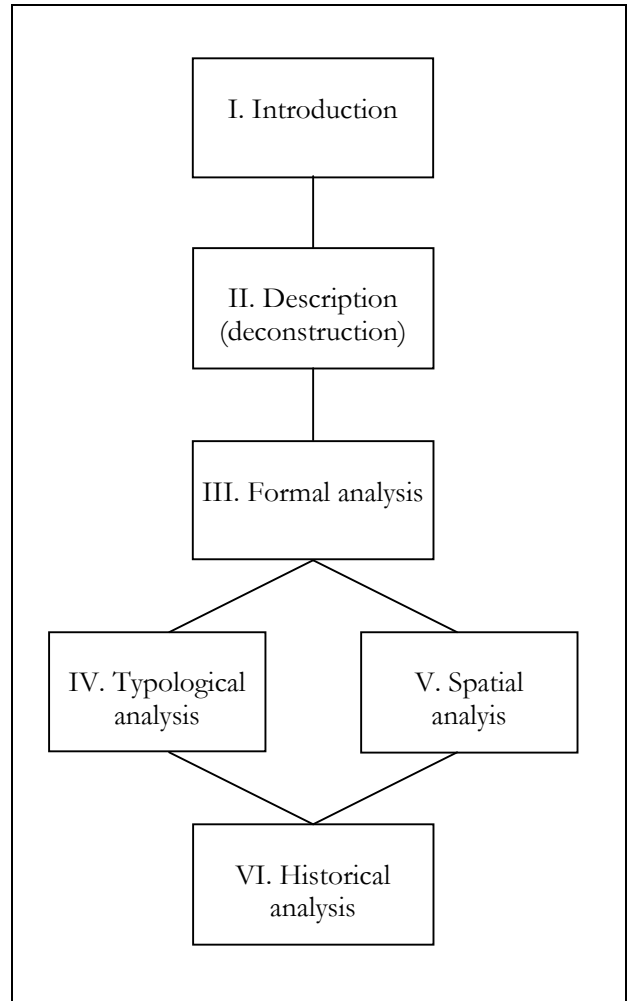 I. Introduction
II. Description
(deconstruction)
III. Formal analysis
IV. Typological
analysis
V. Spatial
analyis
VI. Historical
analysis